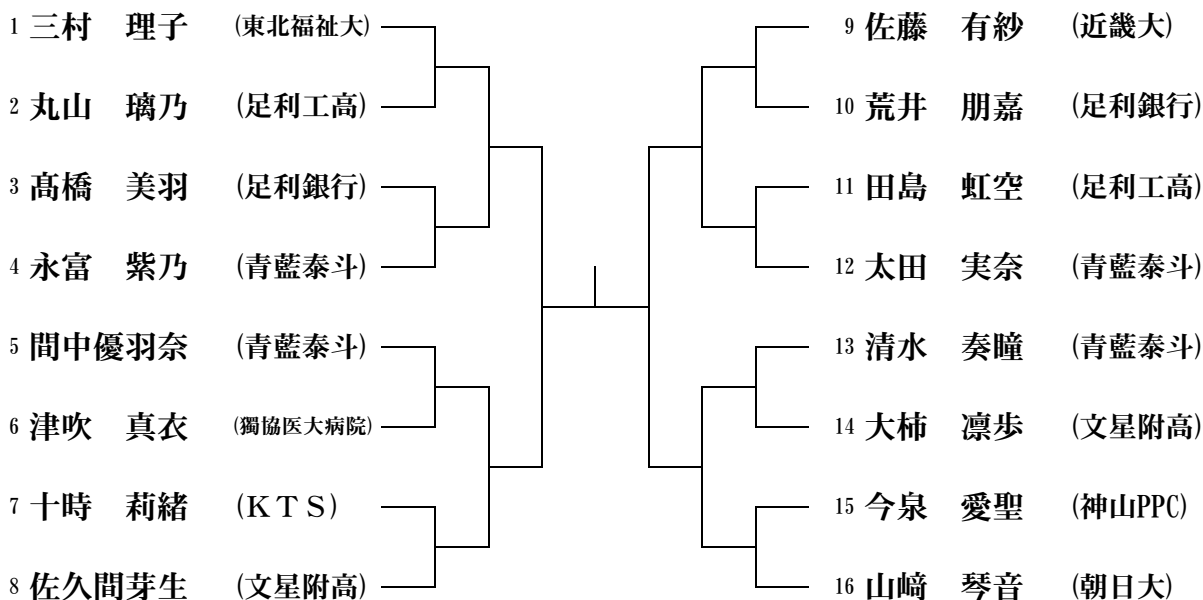 1 三村　理子 (東北福祉大)
2 丸山　璃乃 (足利工高)
3 髙橋　美羽 (足利銀行)
4 永富　紫乃 (青藍泰斗)
5 間中優羽奈 (青藍泰斗)
6 津吹　真衣 (獨協医大病院)
7 十時　莉緒 (ＫＴＳ)
8 佐久間芽生 (文星附高)
9 佐藤　有紗 (近畿大)
10 荒井　朋嘉 (足利銀行)
11 田島　虹空 (足利工高)
12 太田　実奈 (青藍泰斗)
13 清水　奏瞳 (青藍泰斗)
14 大柿　凛歩 (文星附高)
15 今泉　愛聖 (神山PPC)
16 山﨑　琴音 (朝日大)